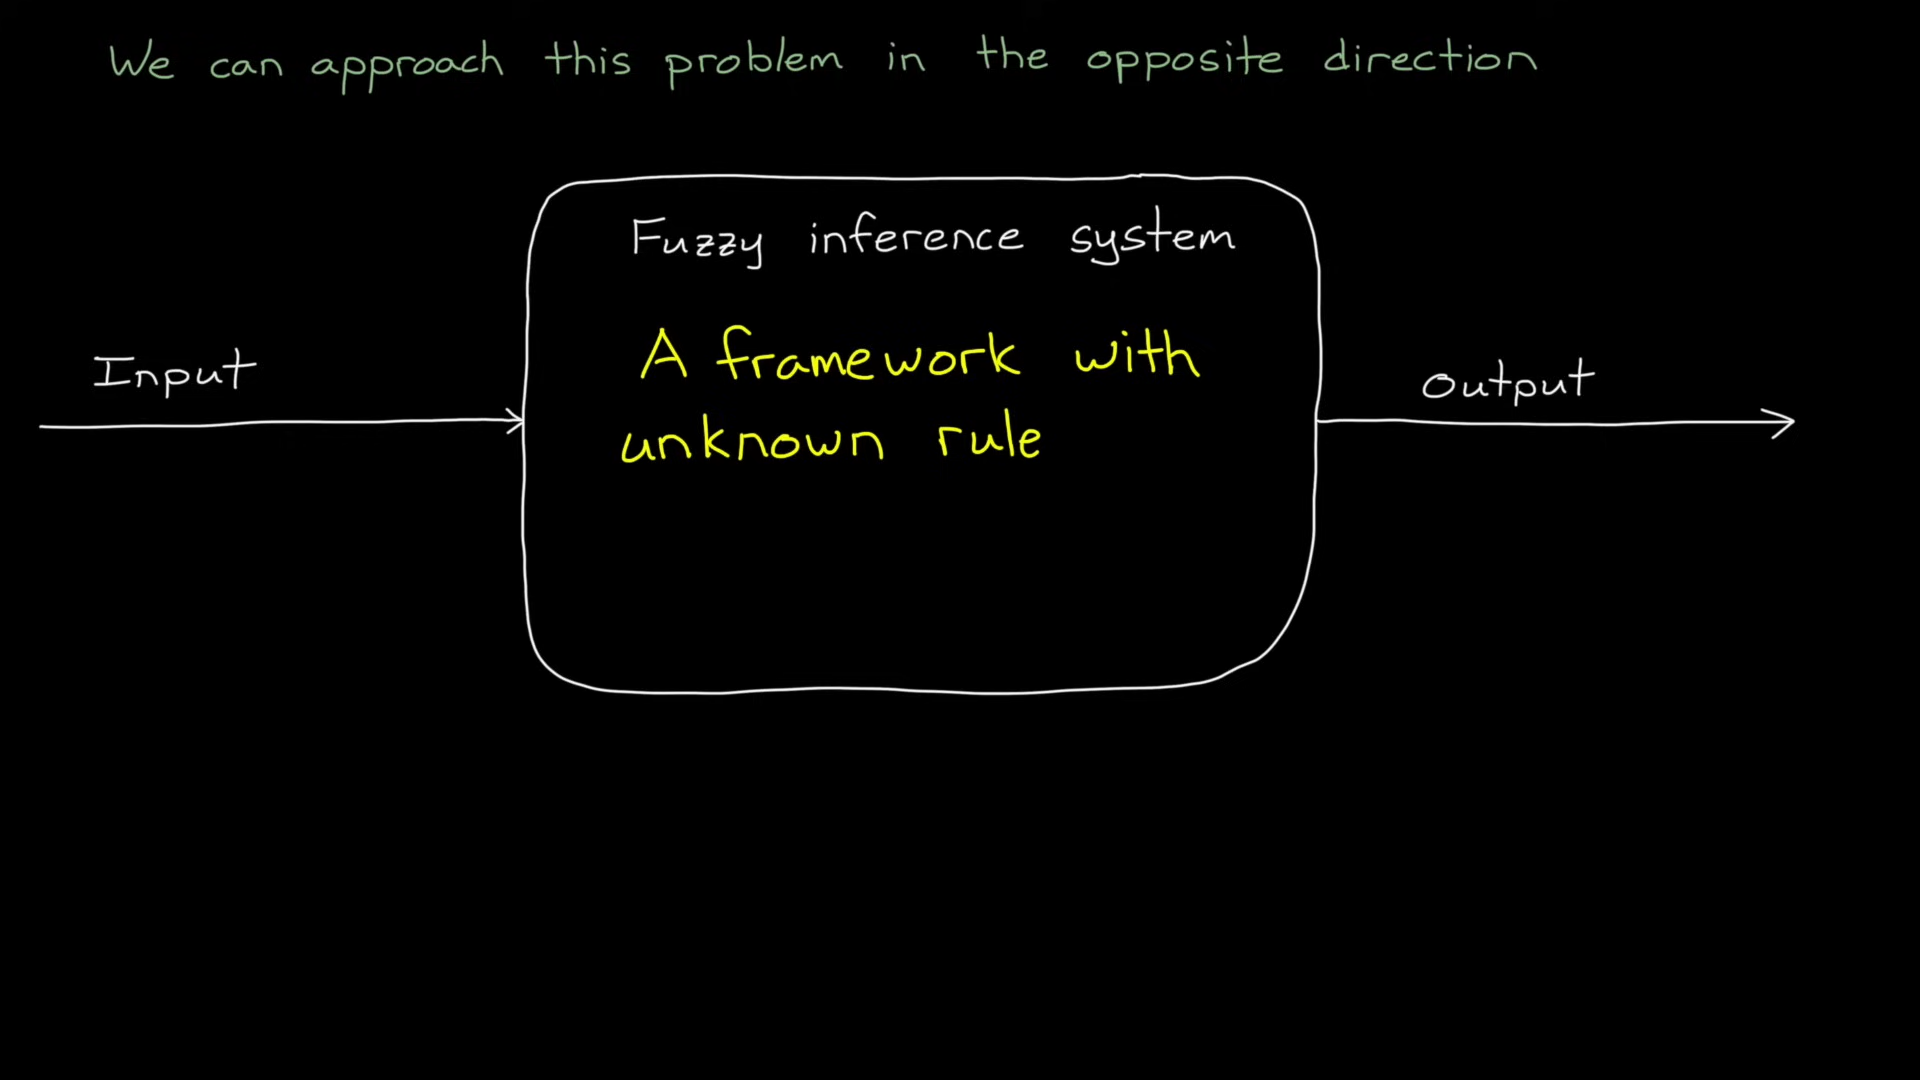 We can approach this problem in the opposite direction
Fuzzy inference system
A framework with
unknown rule
Input
Output